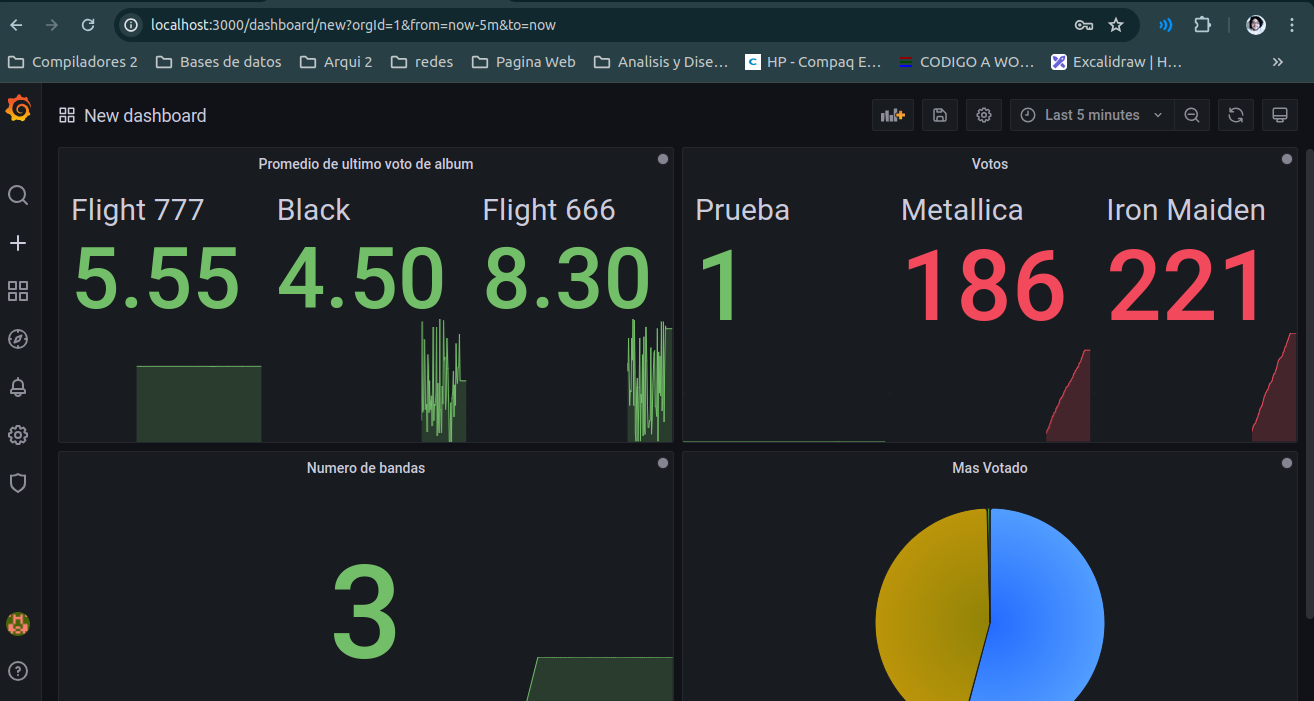 localhost:3000/dashboard/new?orgId=1&from=now-5m&to=now
Compiladores 2 Bases de datos Arqui 2 redes Pagina Web Analisis y Dise... C HP - Compaq E... CODIGO A WO... Excalidraw | H... »
New dashboard Last 5 minutes
Promedio de ultimo voto de album
Flight 777 Black Flight 666
5.55 4.50 8.30
Votos
Prueba Metallica Iron Maiden
1 186 221
Numero de bandas
3
Mas Votado